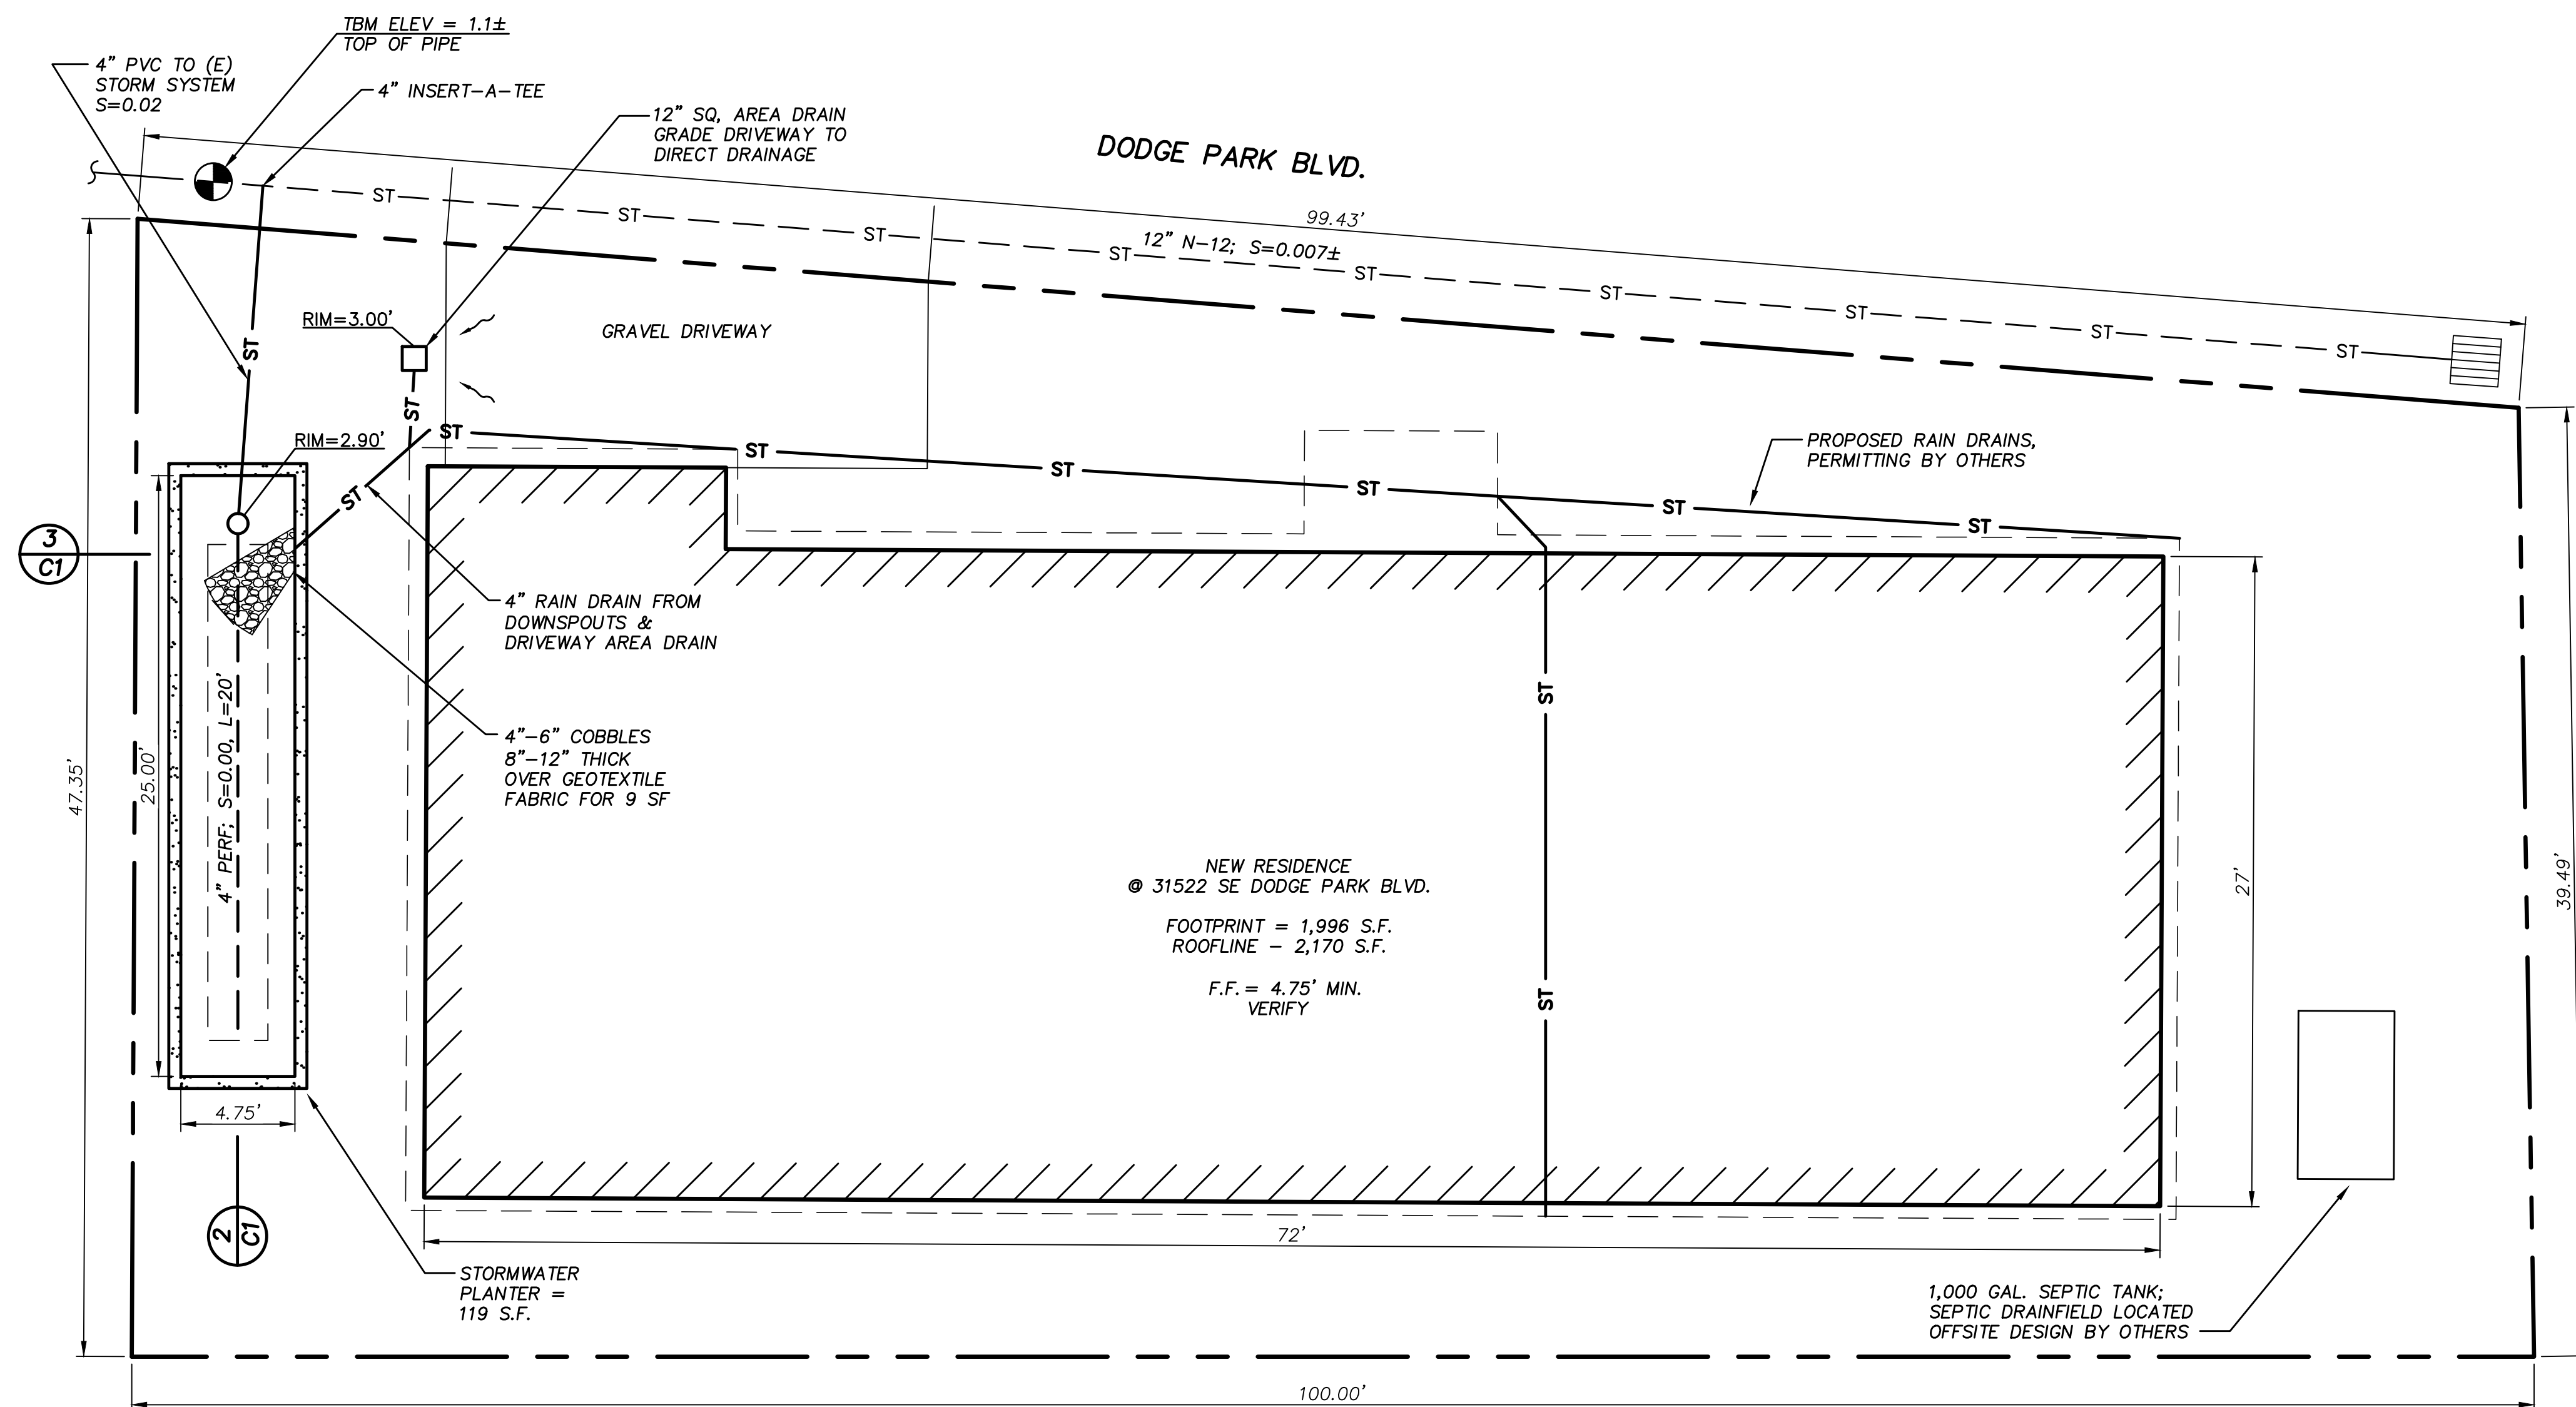 TBM ELEV = 1.1±
TOP OF PIPE
4" PVC TO (E)
STORM SYSTEM
S=0.02
4" INSERT-A-TEE
12" SQ, AREA DRAIN
GRADE DRIVEWAY TO
DIRECT DRAINAGE
DODGE PARK BLVD.
99.43'
12" N-12; S=0.007±
ST
ST
ST
ST
ST
ST
ST
ST
ST
RIM=3.00'
GRAVEL DRIVEWAY
ST
ST
RIM=2.90'
ST
ST
ST
ST
ST
ST
ST
PROPOSED RAIN DRAINS,
PERMITTING BY OTHERS
3
C1
4" RAIN DRAIN FROM
DOWNSPOUTS &
DRIVEWAY AREA DRAIN
4"-6" COBBLES
8"-12" THICK
OVER GEOTEXTILE
FABRIC FOR 9 SF
47.35'
25.00'
4" PERF; S=0.00, L=20'
ST
ST
NEW RESIDENCE
@ 31522 SE DODGE PARK BLVD.
FOOTPRINT = 1,996 S.F.
ROOFLINE - 2,170 S.F.
F.F. = 4.75' MIN.
VERIFY
27'
39.49'
4.75'
2
C1
72'
STORMWATER
PLANTER =
119 S.F.
1,000 GAL. SEPTIC TANK;
SEPTIC DRAINFIELD LOCATED
OFFSITE DESIGN BY OTHERS
100.00'